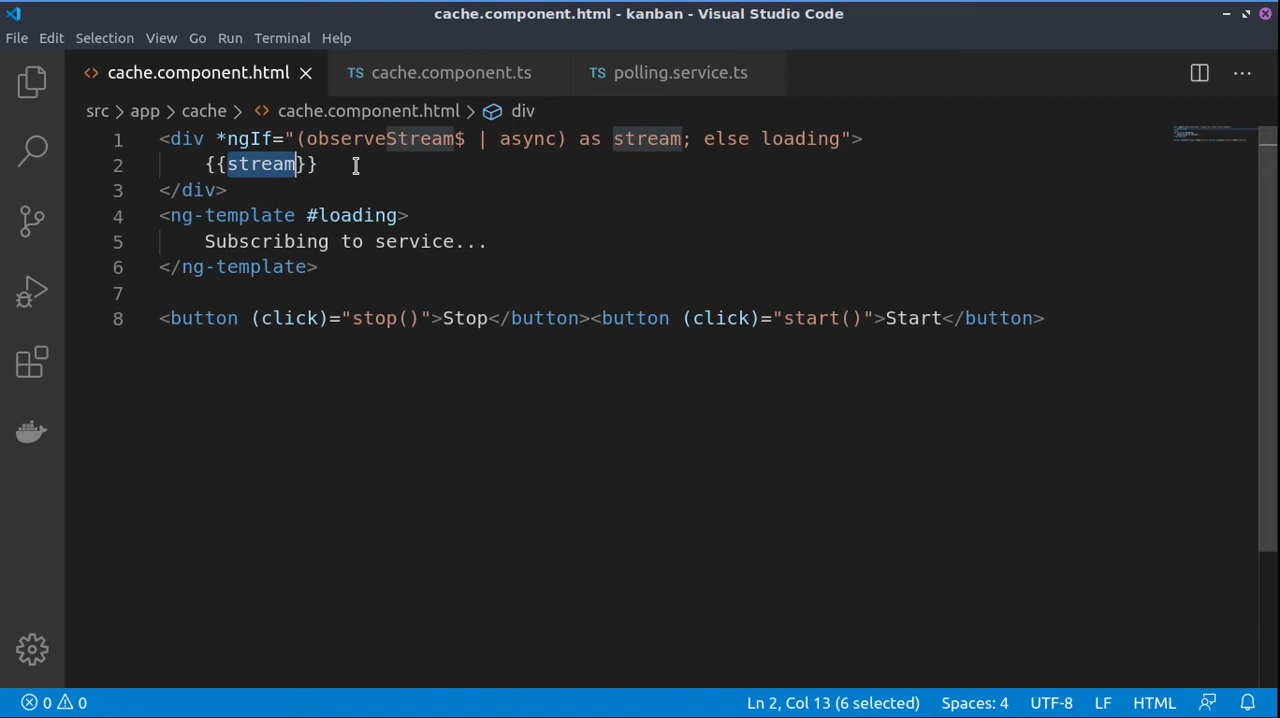 cache.component.html - kanban - Visual Studio Code
File Edit Selection View Go Run Terminal Help
cache.component.html TS cache.component.ts TS polling.service.ts
src > app > cache > cache.component.html > div
1 <div *ngIf="(observeStream$ | async) as stream; else loading">
2 {{stream}}
3 </div>
4 <ng-template #loading>
5 Subscribing to service...
6 </ng-template>
7
8 <button (click)="stop()">Stop</button><button (click)="start()">Start</button>
0 0 Ln 2, Col 13 (6 selected) Spaces: 4 UTF-8 LF HTML